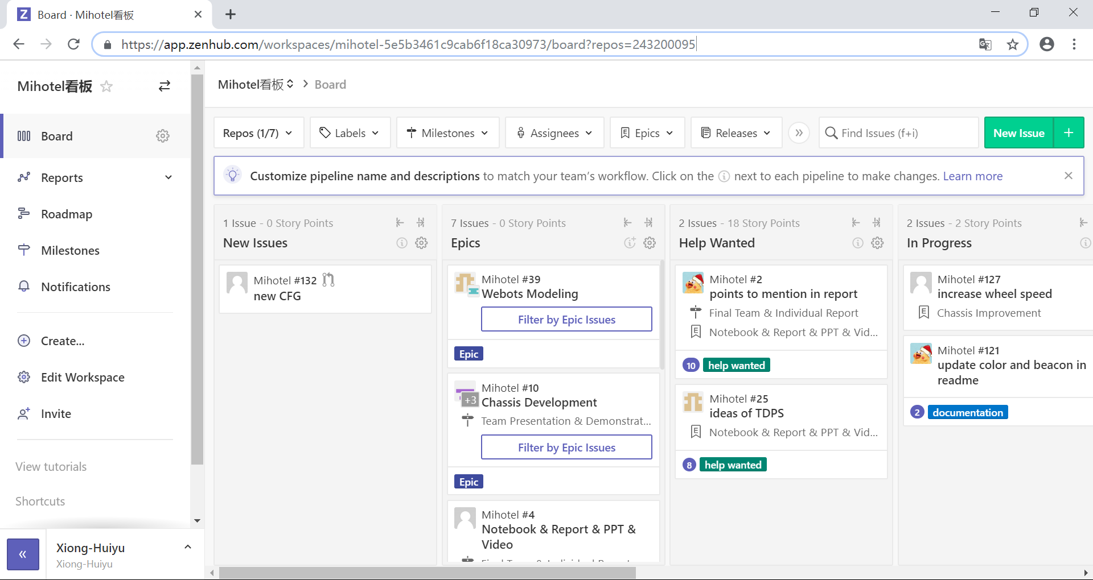 Board · Mihotel看板
https://app.zenhub.com/workspaces/mihotel-5e5b3461c9cab6f18ca30973/board?repos=243200095
Mihotel看板
Board
Reports
Roadmap
Milestones
Notifications
Create...
Edit Workspace
Invite
View tutorials
Shortcuts
Xiong-Huiyu
Xiong-Huiyu
Mihotel看板 > Board
Repos (1/7) Labels Milestones Assignees Epics Releases » Find Issues (f+i) New Issue +
Customize pipeline name and descriptions to match your team's workflow. Click on the ⓘ next to each pipeline to make changes. Learn more
1 Issue - 0 Story Points
New Issues
Mihotel #132
new CFG
7 Issues - 0 Story Points
Epics
Mihotel #39
Webots Modeling
Filter by Epic Issues
Epic
+3
Mihotel #10
Chassis Development
Team Presentation & Demonstrat...
Filter by Epic Issues
Epic
Mihotel #4
Notebook & Report & PPT &
Video
Final Team & Individual Report
2 Issues - 18 Story Points
Help Wanted
Mihotel #2
points to mention in report
Final Team & Individual Report
Notebook & Report & PPT & Vid...
10 help wanted
Mihotel #25
ideas of TDPS
Notebook & Report & PPT & Vid...
8 help wanted
2 Issues - 2 Story Points
In Progress
Mihotel #127
increase wheel speed
Chassis Improvement
Mihotel #121
update color and beacon in
readme
2 documentation